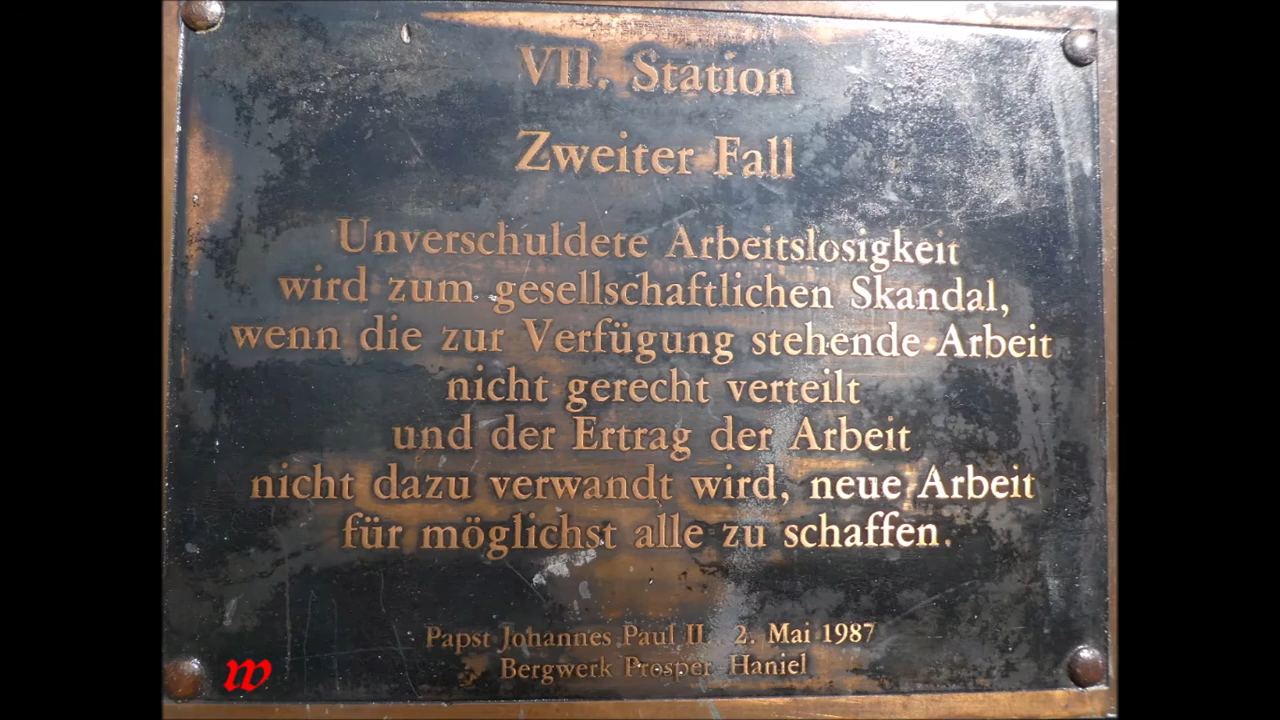 VII. Station
Zweiter Fall
Unverschuldete Arbeitslosigkeit
wird zum gesellschaftlichen Skandal,
wenn die zur Verfügung stehende Arbeit
nicht gerecht verteilt
und der Ertrag der Arbeit
nicht dazu verwandt wird, neue Arbeit
für möglichst alle zu schaffen.
Papst Johannes Paul II. 2. Mai 1987
Bergwerk Prosper-Haniel
w